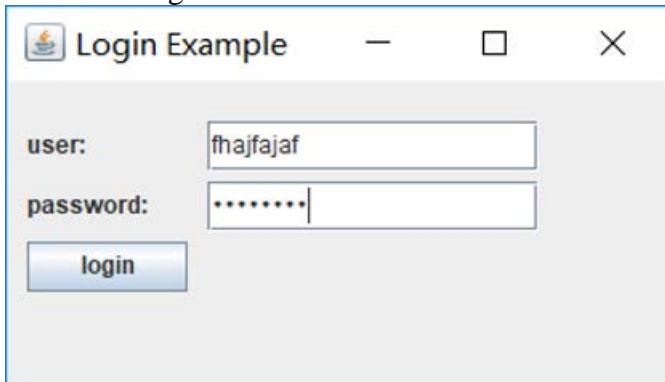 Login Example
user: fhajfajaf
password: ••••••••
login